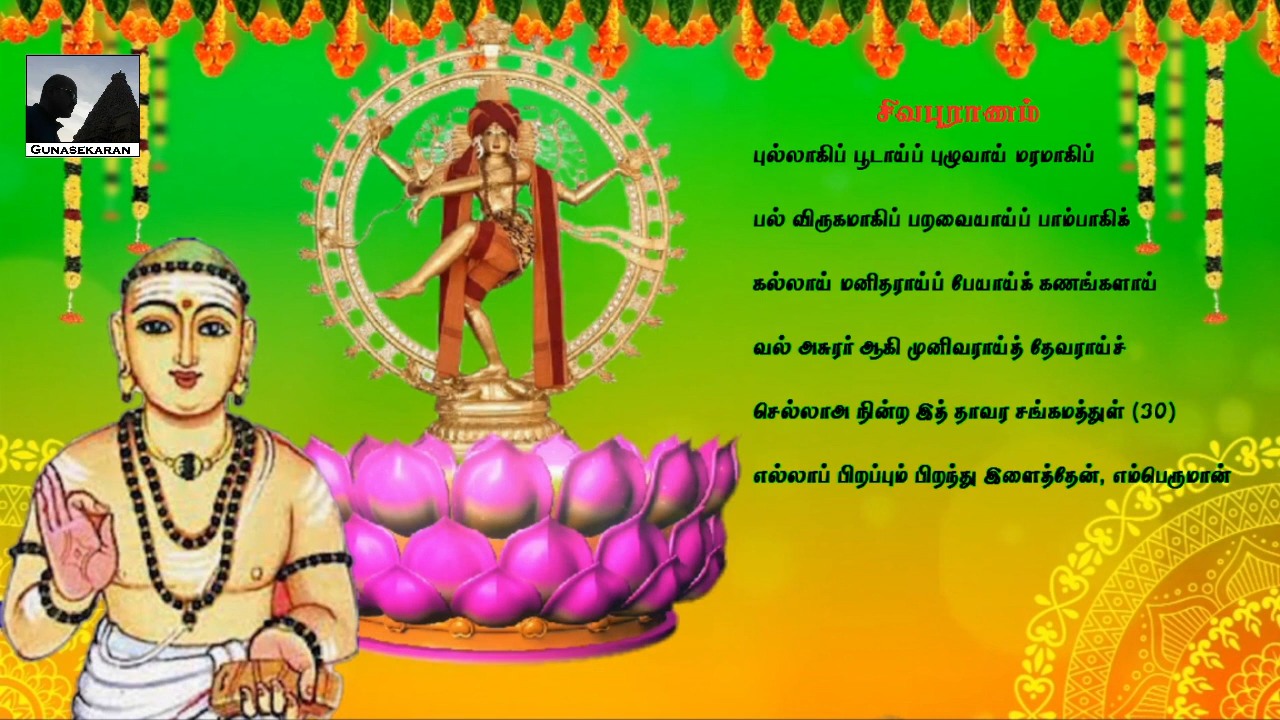 GUNASEKARAN
சிவபுராணம்
புல்லாகிப் பூடாய்ப் புழுவாய் மரமாகிப்
பல் விருகமாகிப் பறவையாய்ப் பாம்பாகிக்
கல்லாய் மனிதராய்ப் பேயாய்க் கணங்களாய்
வல் அசுரர் ஆகி முனிவராய்த் தேவராய்ச்
செல்லாஅ நின்ற இத் தாவர சங்கமத்துள் (30)
எல்லாப் பிறப்பும் பிறந்து இளைத்தேன், எம்பெருமான்